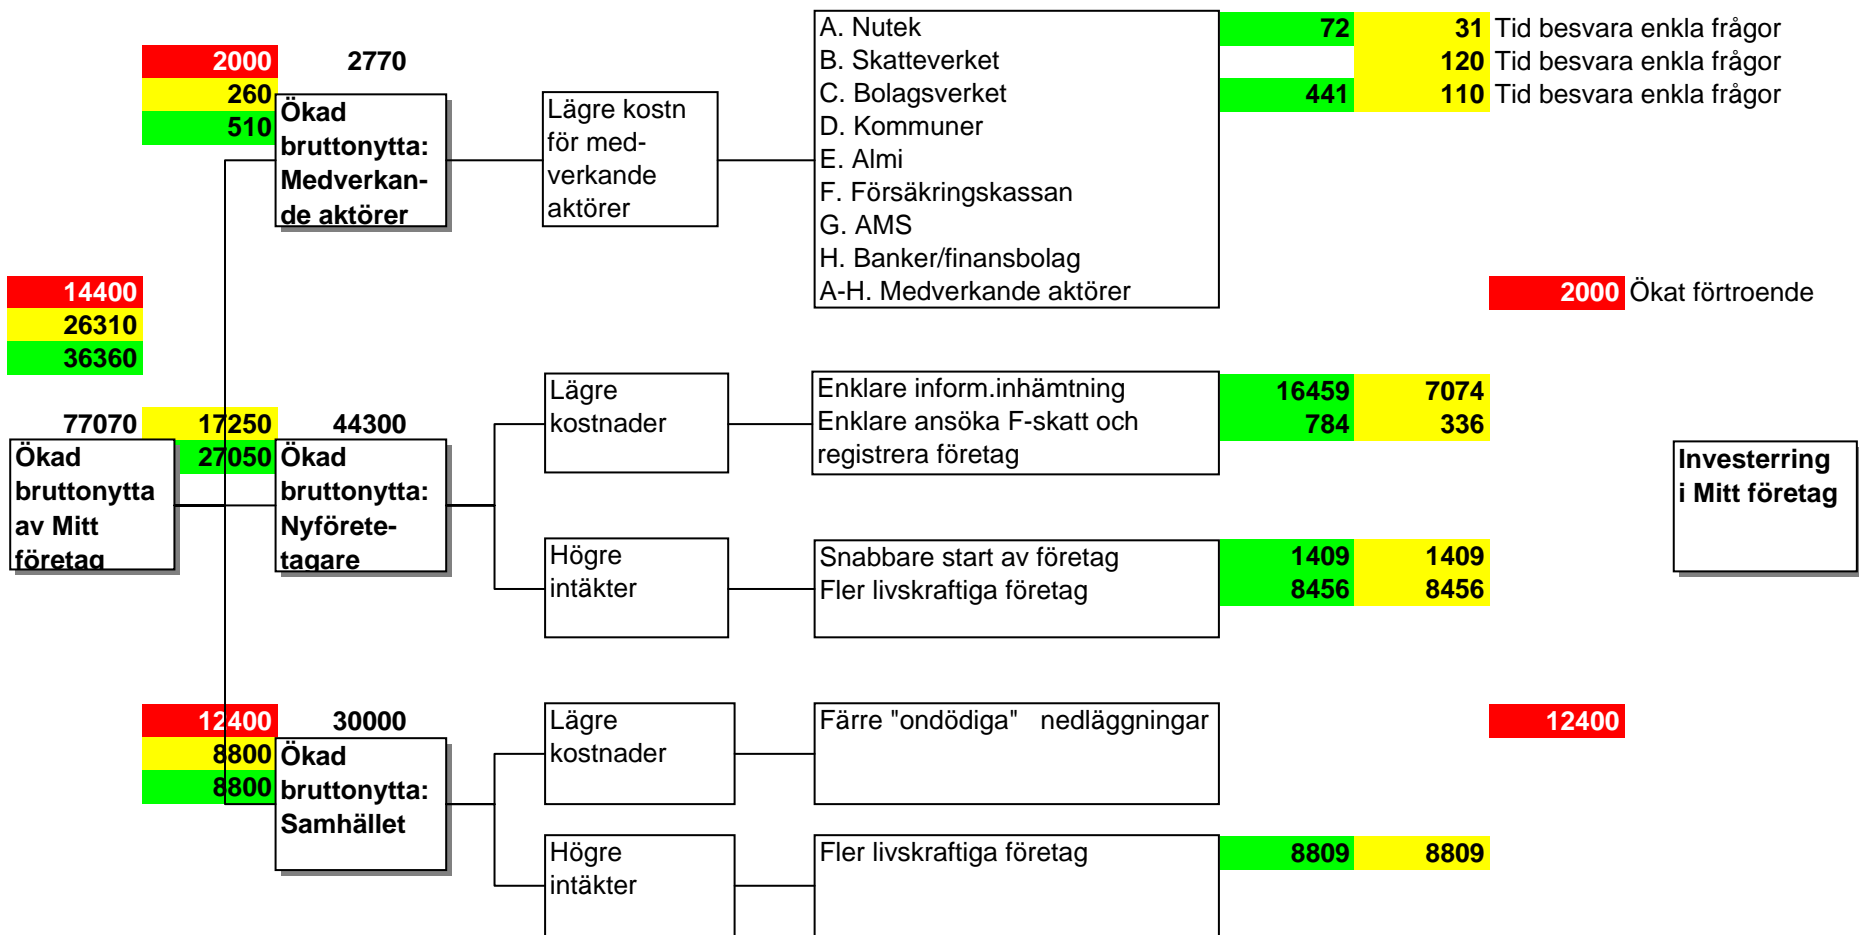 A. Nutek 72 31 Tid besvara enkla frågor
B. Skatteverket 120 Tid besvara enkla frågor
C. Bolagsverket 441 110 Tid besvara enkla frågor
D. Kommuner
E. Almi
F. Försäkringskassan
G. AMS
H. Banker/finansbolag
A-H. Medverkande aktörer
2000 Ökat förtroende
2000 2770
260
510
Ökad
bruttonytta:
Medverkan-
de aktörer
Lägre kostn
för med-
verkande
aktörer
14400
26310
36360
77070
Ökad
bruttonytta
av Mitt
företag
17250 44300
27050
Ökad
bruttonytta:
Nyförete-
tagare
Lägre
kostnader
Enklare inform.inhämtning 16459 7074
Enklare ansöka F-skatt och 784 336
registrera företag
Högre
intäkter
Snabbare start av företag 1409 1409
Fler livskraftiga företag 8456 8456
Investerring
i Mitt företag
12400 30000
8800
8800
Ökad
bruttonytta:
Samhället
Lägre
kostnader
Färre "ondödiga" nedläggningar 12400
Högre
intäkter
Fler livskraftiga företag 8809 8809